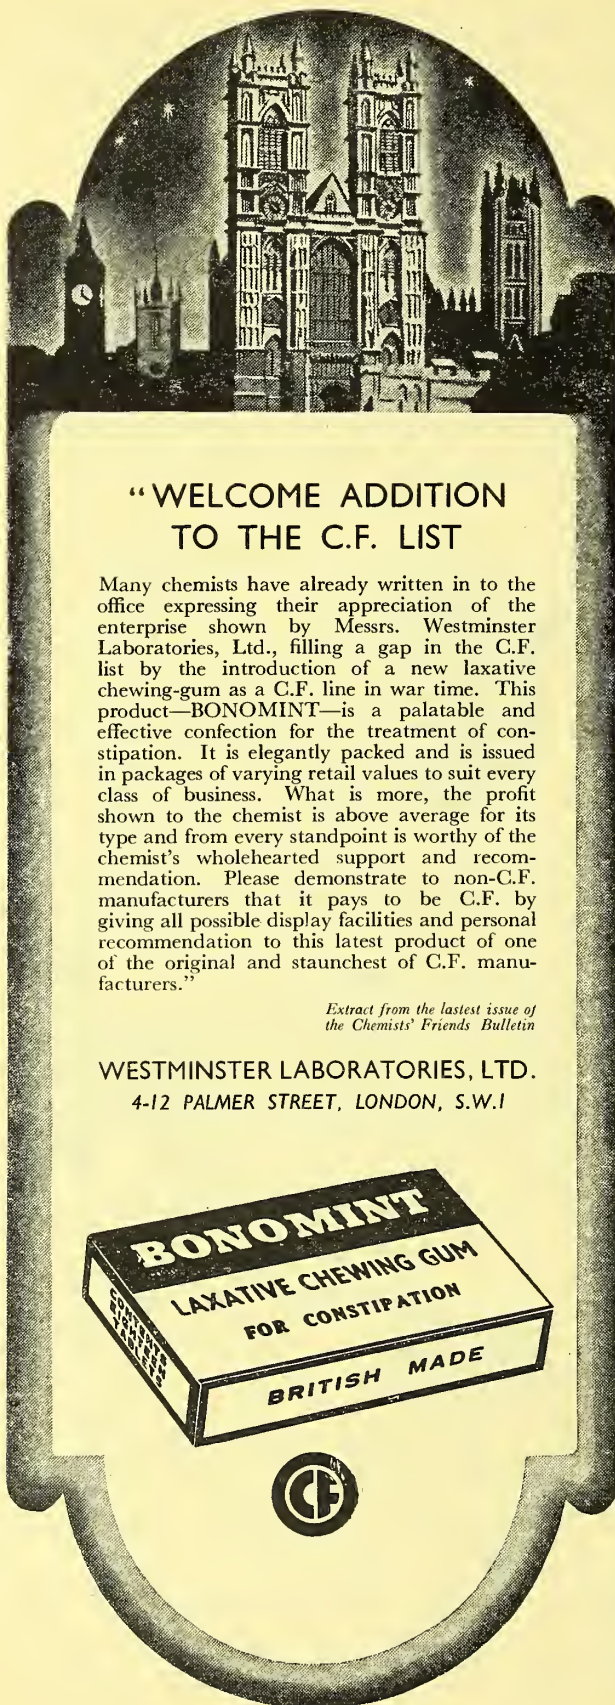 "WELCOME ADDITION
TO THE C.F. LIST
Many chemists have already written in to the
office expressing their appreciation of the
enterprise shown by Messrs. Westminster
Laboratories, Ltd., filling a gap in the C.F.
list by the introduction of a new laxative
chewing-gum as a C.F. line in war time. This
product—BONOMINT—is a palatable and
effective confection for the treatment of con-
stipation. It is elegantly packed and is issued
in packages of varying retail values to suit every
class of business. What is more, the profit
shown to the chemist is above average for its
type and from every standpoint is worthy of the
chemist's wholehearted support and recom-
mendation. Please demonstrate to non-C.F.
manufacturers that it pays to be C.F. by
giving all possible display facilities and personal
recommendation to this latest product of one
of the original and staunchest of C.F. manu-
facturers."
Extract from the lastest issue of
the Chemists' Friends Bulletin
WESTMINSTER LABORATORIES, LTD.
4-12 PALMER STREET, LONDON, S.W.1
BONOMINT
LAXATIVE CHEWING GUM
FOR CONSTIPATION
CONTENTS
EIGHTEEN
TABLETS
BRITISH MADE
CF